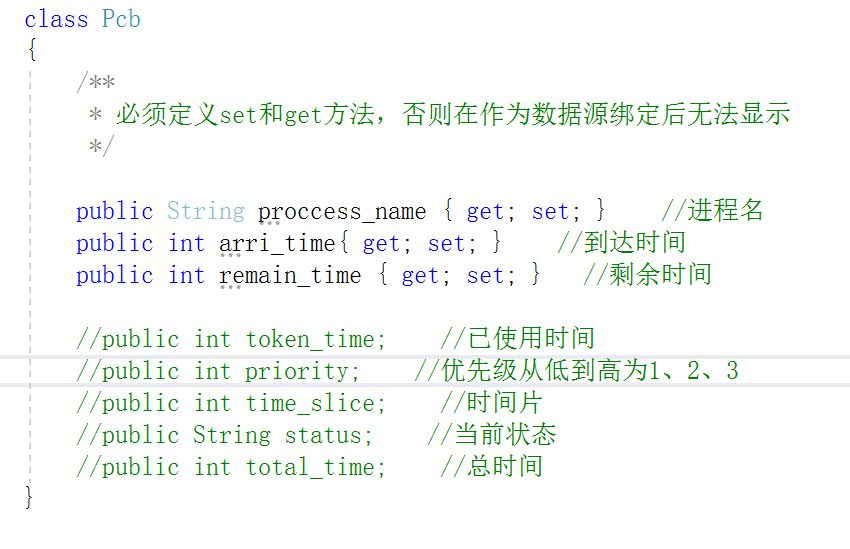 class Pcb
{
/**
* 必须定义set和get方法，否则在作为数据源绑定后无法显示
*/
public String proccess_name { get; set; } //进程名
public int arri_time{ get; set; } //到达时间
public int remain_time { get; set; } //剩余时间
//public int token_time; //已使用时间
//public int priority; //优先级从低到高为1、2、3
//public int time_slice; //时间片
//public String status; //当前状态
//public int total_time; //总时间
}